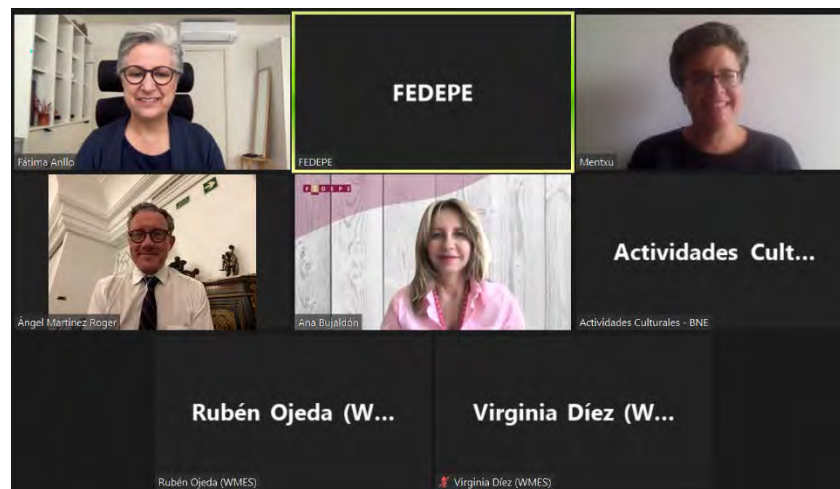 Fátima Anllo
FEDEPE
FEDEPE
Mentxu
Ángel Martínez Roger
FEDEPE
Ana Bujaldón
Actividades Cult...
Actividades Culturales - BNE
Rubén Ojeda (W...
Rubén Ojeda (WMES)
Virginia Díez (W...
Virginia Díez (WMES)